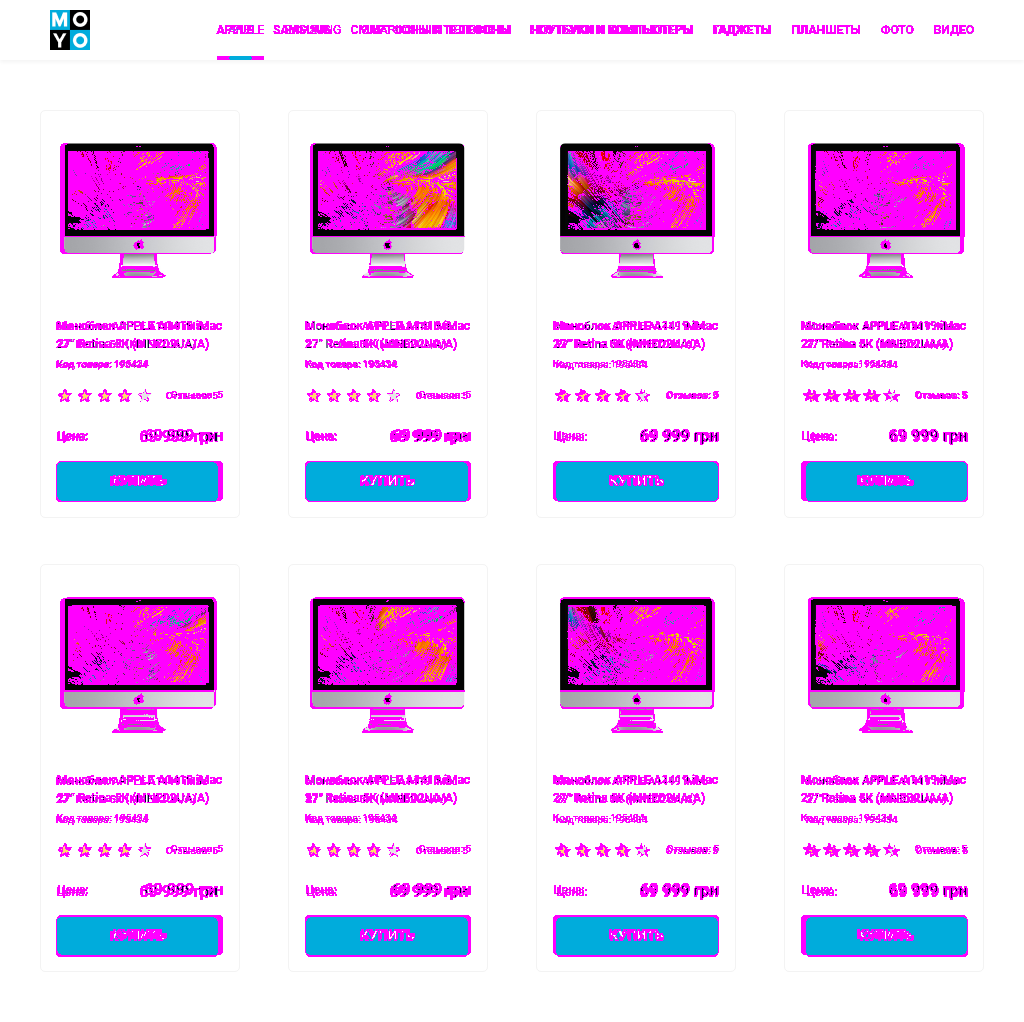 MO
YO
APPLE SAMSUNG СМАРТФОНЫ И ТЕЛЕФОНЫ НОУТБУКИ И КОМПЬЮТЕРЫ ГАДЖЕТЫ ПЛАНШЕТЫ ФОТО ВИДЕО
Моноблок APPLE A1419 iMac
27" Retina 5K (MNED2UA/A)
Код товара: 195434
Отзывов: 5
Цена: 69 999 грн
КУПИТЬ
Моноблок APPLE A1419 iMac
27" Retina 5K (MNED2UA/A)
Код товара: 195434
Отзывов: 5
Цена: 69 999 грн
КУПИТЬ
Моноблок APPLE A1419 iMac
27" Retina 5K (MNED2UA/A)
Код товара: 195434
Отзывов: 5
Цена: 69 999 грн
КУПИТЬ
Моноблок APPLE A1419 iMac
27" Retina 5K (MNED2UA/A)
Код товара: 195434
Отзывов: 5
Цена: 69 999 грн
КУПИТЬ
Моноблок APPLE A1419 iMac
27" Retina 5K (MNED2UA/A)
Код товара: 195434
Отзывов: 5
Цена: 69 999 грн
КУПИТЬ
Моноблок APPLE A1419 iMac
27" Retina 5K (MNED2UA/A)
Код товара: 195434
Отзывов: 5
Цена: 69 999 грн
КУПИТЬ
Моноблок APPLE A1419 iMac
27" Retina 5K (MNED2UA/A)
Код товара: 195434
Отзывов: 5
Цена: 69 999 грн
КУПИТЬ
Моноблок APPLE A1419 iMac
27" Retina 5K (MNED2UA/A)
Код товара: 195434
Отзывов: 5
Цена: 69 999 грн
КУПИТЬ